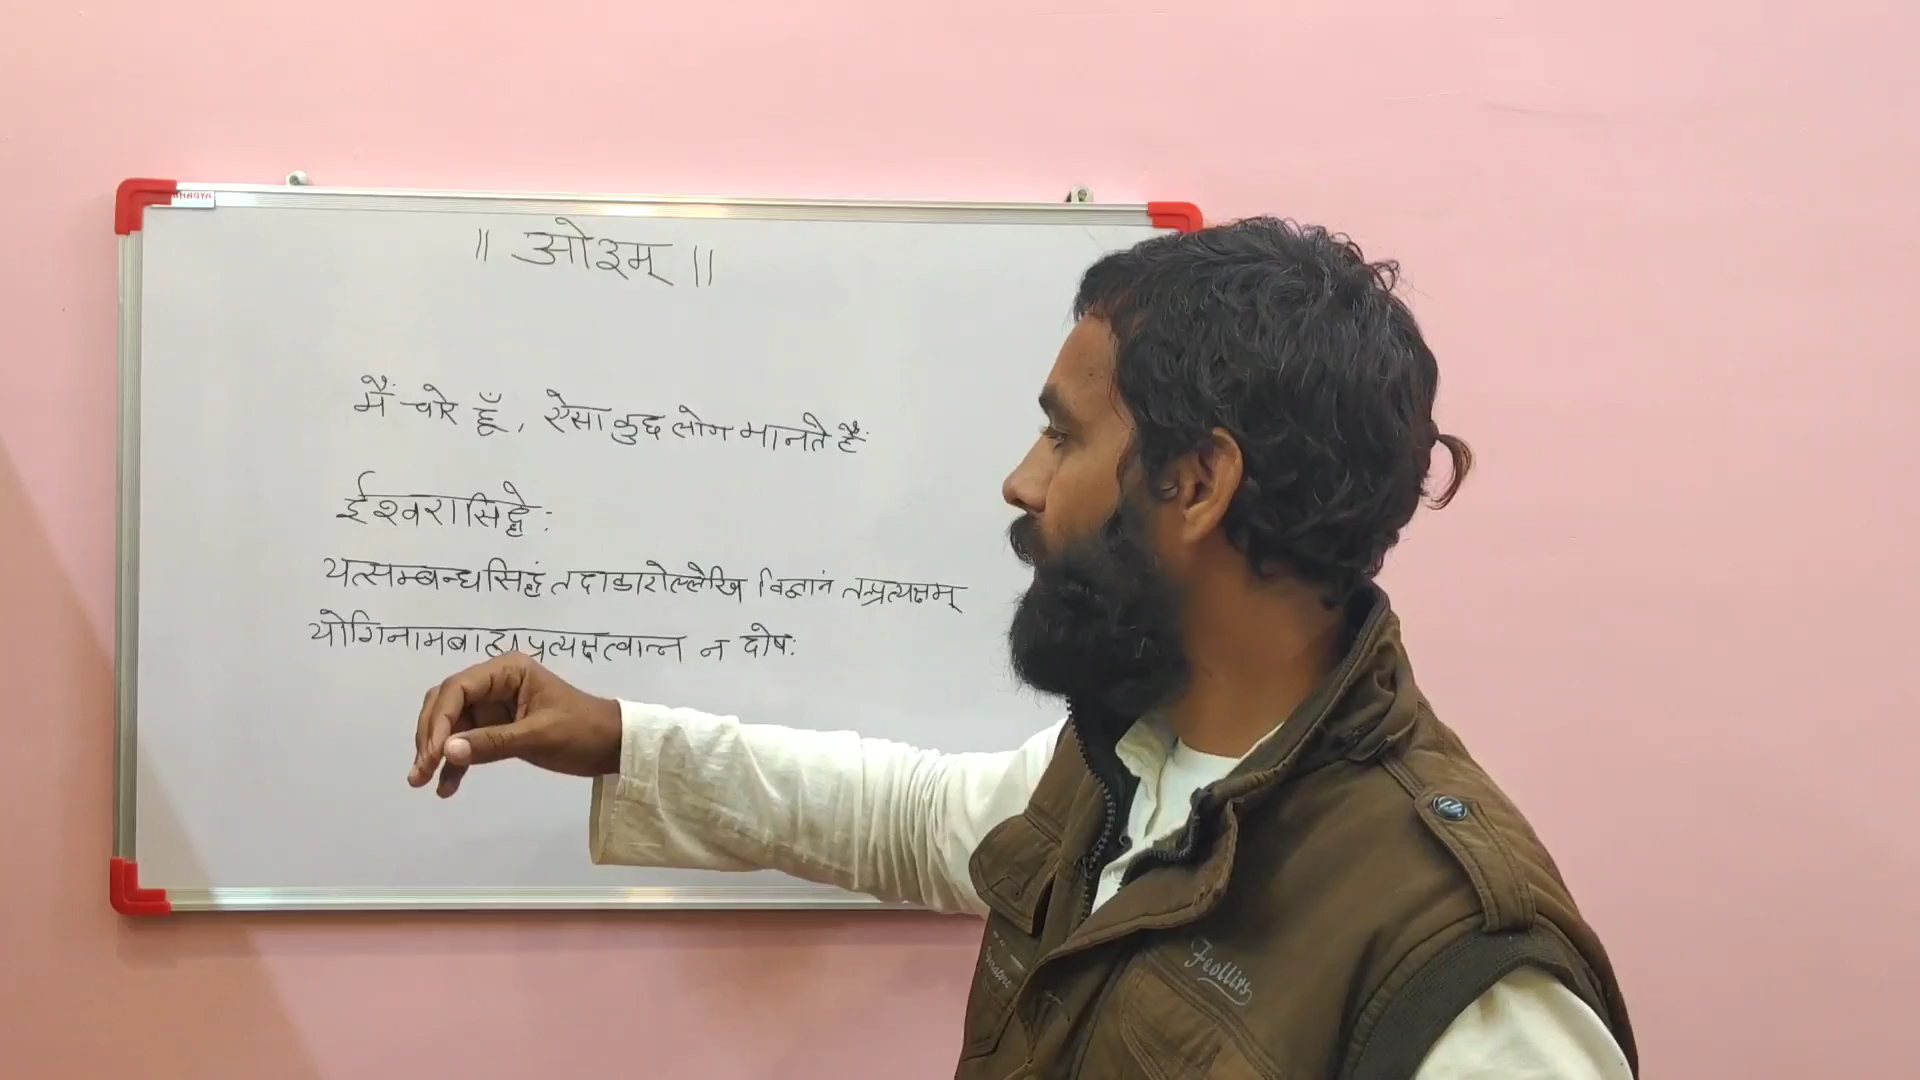 ॥ ओ३म् ॥
मैं चोर हूँ, ऐसा कुछ लोग मानते हैं
ईश्वरासिद्धेः
यत्सम्बन्धसिद्धं तदाकारोल्लेखि विज्ञानं तत्प्रत्यक्षम्
योगिनामबाह्यप्रत्यक्षत्वान्न न दोषः
Feollirs